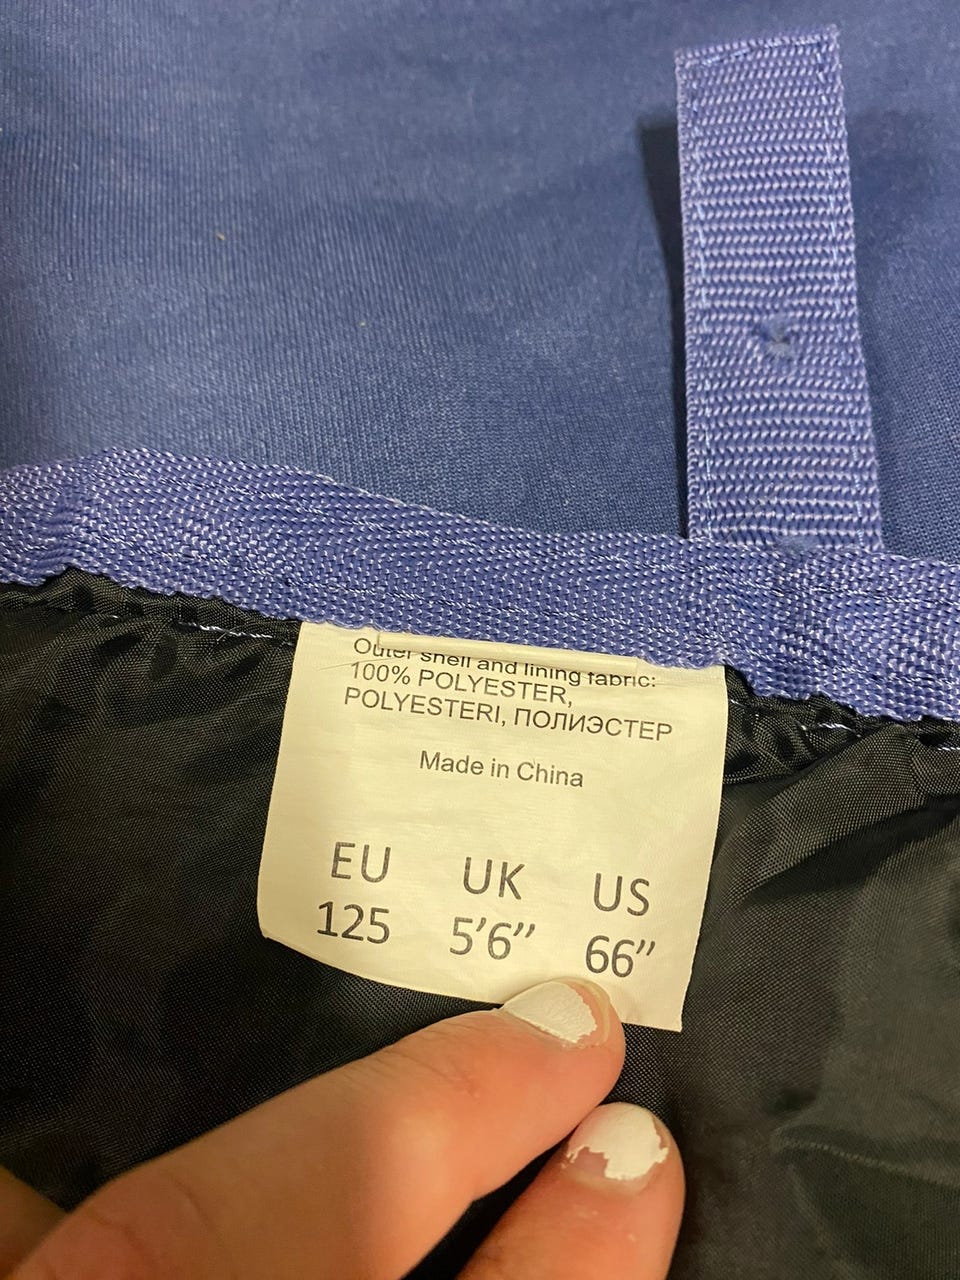 Outer shell and lining fabric:
100% POLYESTER,
POLYESTERI, ПОЛИЭСТЕР
Made in China
EU UK US
125 5'6” 66”